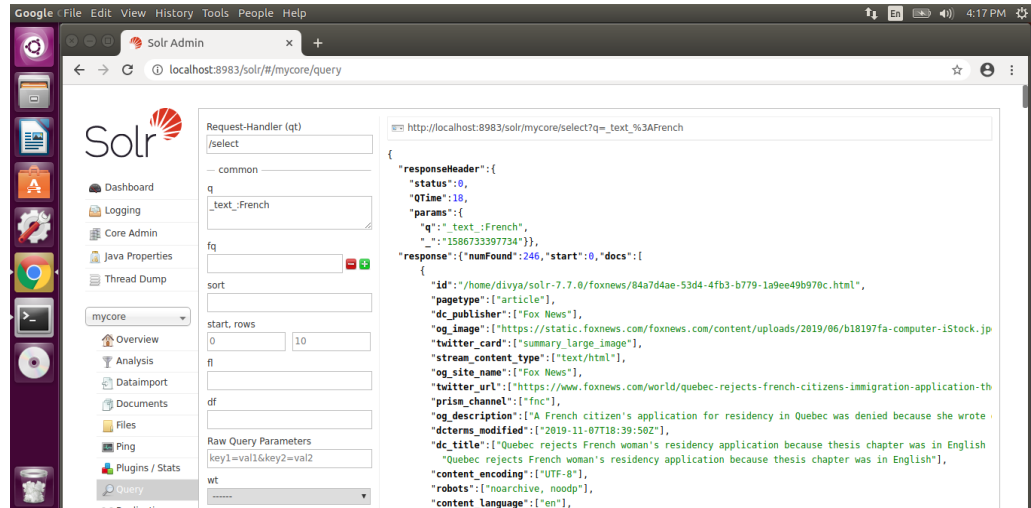 Google C File Edit View History Tools People Help
En 4:17 PM
Solr Admin
localhost:8983/solr/#/mycore/query
Solr
Dashboard
Logging
Core Admin
Java Properties
Thread Dump
mycore
Overview
Analysis
Dataimport
Documents
Files
Ping
Plugins / Stats
Query
Request-Handler (qt)
/select
common
q
_text_:French
fq
sort
start, rows
0 10
fl
df
Raw Query Parameters
key1=val1&key2=val2
wt
------
http://localhost:8983/solr/mycore/select?q=_text_%3AFrench
{
"responseHeader":{
"status":0,
"QTime":18,
"params":{
"q":"_text_:French",
"_":"1586733397734"}},
"response":{"numFound":246,"start":0,"docs":[
{
"id":"/home/divya/solr-7.7.0/foxnews/84a7d4ae-53d4-4fb3-b779-1a9ee49b970c.html",
"pagetype":["article"],
"dc_publisher":["Fox News"],
"og_image":["https://static.foxnews.com/foxnews.com/content/uploads/2019/06/b18197fa-computer-iStock.jp
"twitter_card":["summary_large_image"],
"stream_content_type":["text/html"],
"og_site_name":["Fox News"],
"twitter_url":["https://www.foxnews.com/world/quebec-rejects-french-citizens-immigration-application-th
"prism_channel":["fnc"],
"og_description":["A French citizen's application for residency in Quebec was denied because she wrote
"dcterms_modified":["2019-11-07T18:39:50Z"],
"dc_title":["Quebec rejects French woman's residency application because thesis chapter was in English
"Quebec rejects French woman's residency application because thesis chapter was in English"],
"content_encoding":["UTF-8"],
"robots":["noarchive, noodp"],
"content_language":["en"],